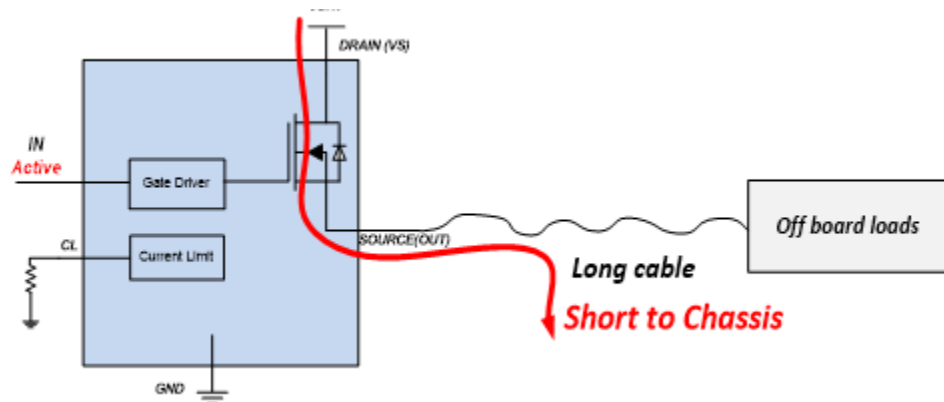 DRAIN (VS)
IN
Active
Gate Driver
CL
Current Limit
SOURCE(OUT)
Long cable
Short to Chassis
Off board loads
GND